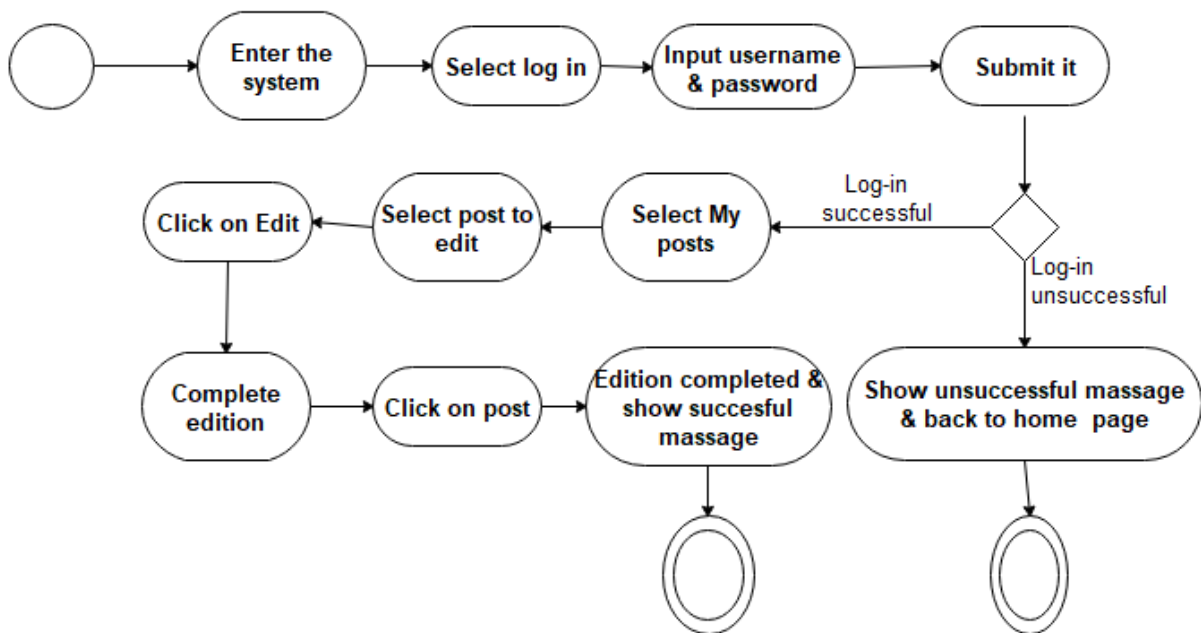 Enter the
system
Select log in
Input username
& password
Submit it
Log-in
successful
Log-in
unsuccessful
Select My
posts
Select post to
edit
Click on Edit
Complete
edition
Click on post
Edition completed &
show succesful
massage
Show unsuccessful massage
& back to home page